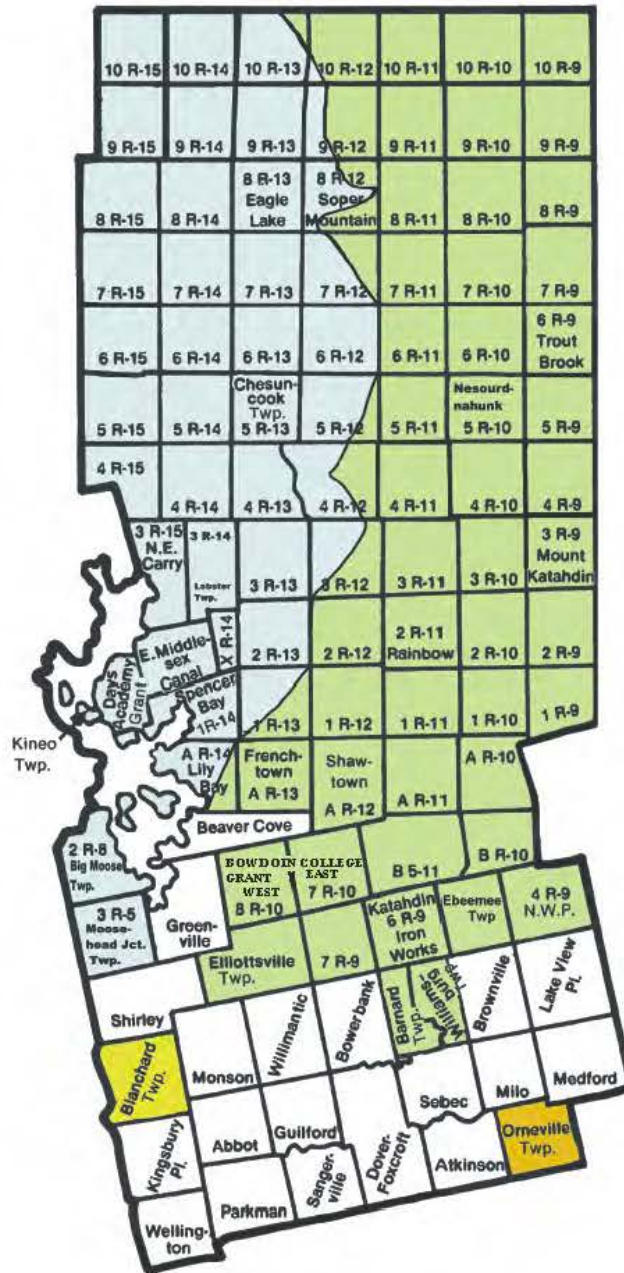 10 R-15 10 R-14 10 R-13 10 R-12 10 R-11 10 R-10 10 R-9
9 R-15 9 R-14 9 R-13 9 R-12 9 R-11 9 R-10 9 R-9
8 R-15 8 R-14
8 R-13
Eagle
Lake
8 R-12
Soper
Mountain
8 R-11 8 R-10 8 R-9
7 R-15 7 R-14 7 R-13 7 R-12 7 R-11 7 R-10 7 R-9
6 R-15 6 R-14 6 R-13 6 R-12 6 R-11 6 R-10
6 R-9
Trout
Brook
5 R-15 5 R-14
Chesun-
cook
Twp.
5 R-13
5 R-12 5 R-11
Nesourd-
nahunk
5 R-10
5 R-9
4 R-15 4 R-14 4 R-13 4 R-12 4 R-11 4 R-10 4 R-9
3 R-15
N.E.
Carry
3 R-14
Lobster
Twp.
3 R-13 3 R-12 3 R-11 3 R-10
3 R-9
Mount
Katahdin
E. Middle-
sex
Canal
X R-14
2 R-13 2 R-12
2 R-11
Rainbow
2 R-10 2 R-9
Days
Academy
Grant
Kineo
Twp.
Spencer
Bay
1R-14
1 R-13 1 R-12 1 R-11 1 R-10 1 R-9
A R-14
Lily
Bay
French-
town
A R-13
Shaw-
town
A R-12
A R-11
A R-10
Beaver Cove
2 R-8
Big Moose
Twp.
BOWDOIN COLLEGE
GRANT EAST
WEST 7 R-10
8 R-10
B 5-11
B R-10
3 R-5
Moose-
head Jct.
Twp.
Green-
ville
Elliottsville
Twp.
7 R-9
Katahdin
6 R-9
Iron
Works
Ebeemee
Twp
4 R-9
N.W.P.
Shirley
Willimantic
Bowerbank
Barnard
Twp.
Williams-
burg
Twp.
Brownville
Lake View
Pl.
Blanchard
Twp.
Monson
Sebec
Milo
Medford
Kingsbury
Pl.
Abbot
Guilford
Dover-
Foxcroft
Atkinson
Orneville
Twp.
Welling-
ton
Parkman
Sanger-
ville